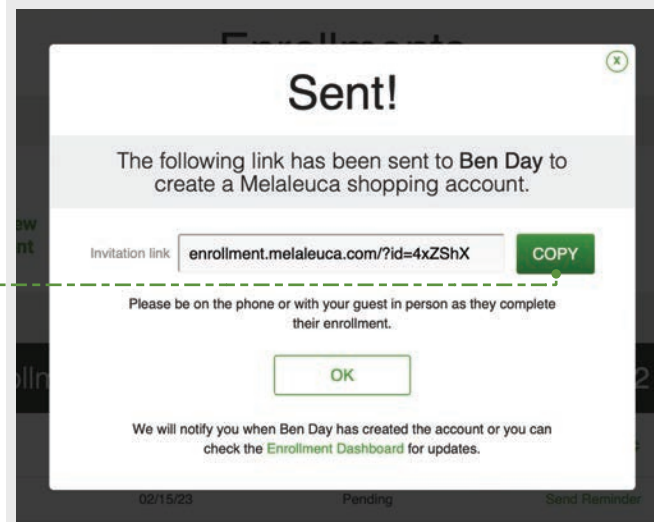 Enrollments
Sent!
The following link has been sent to Ben Day to
create a Melaleuca shopping account.
Invitation link enrollment.melaleuca.com/?id=4xZShX COPY
Please be on the phone or with your guest in person as they complete
their enrollment.
OK
We will notify you when Ben Day has created the account or you can
check the Enrollment Dashboard for updates.
02/15/23 Pending Send Reminder